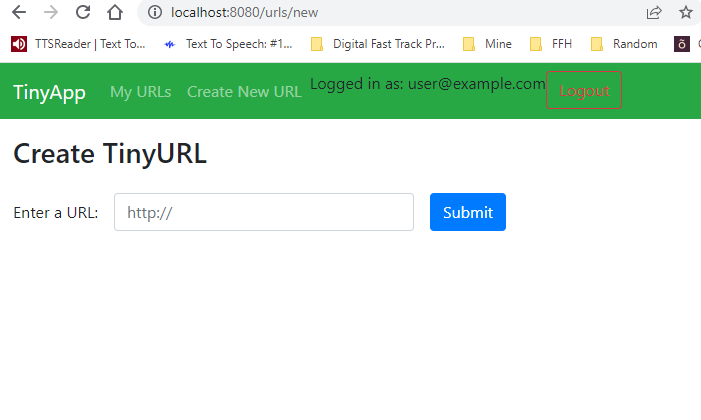 localhost:8080/urls/new
TTSReader | Text To... Text To Speech: #1... Digital Fast Track Pr... Mine FFH Random
TinyApp My URLs Create New URL Logged in as: user@example.com Logout
Create TinyURL
Enter a URL: http:// Submit